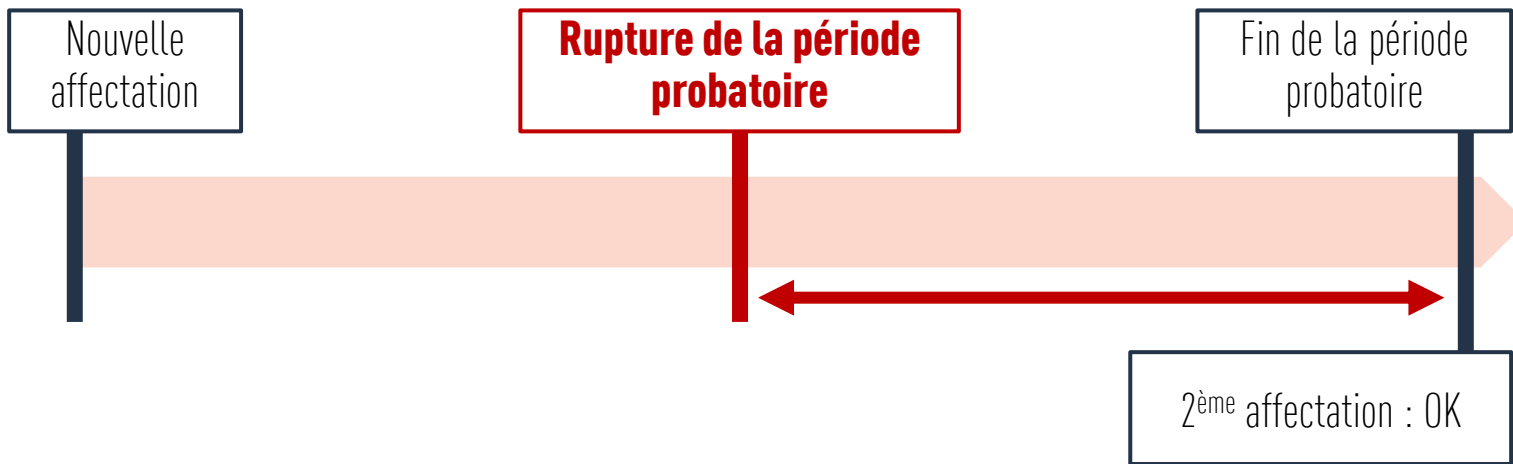 Nouvelle
affectation
Rupture de la période
probatoire
Fin de la période
probatoire
2ème affectation : OK